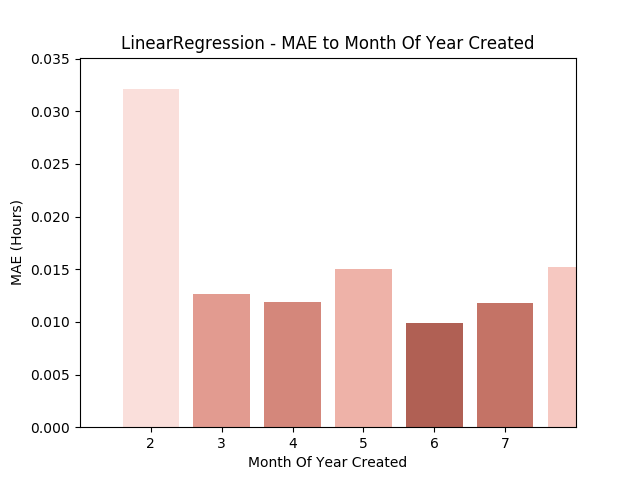 LinearRegression - MAE to Month Of Year Created
0.035
0.030
0.025
0.020
0.015
0.010
0.005
0.000
MAE (Hours)
2 3 4 5 6 7
Month Of Year Created